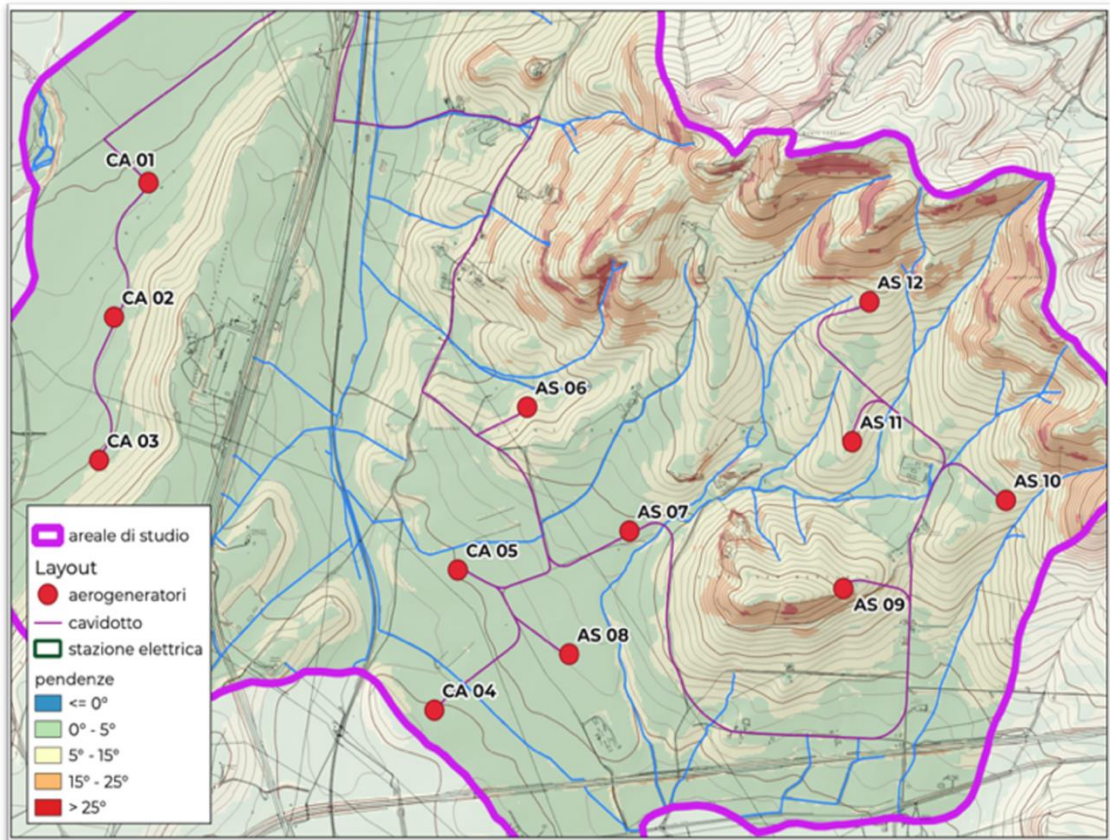 CA 01
AS 12
CA 02
AS 06
AS 11
CA 03
AS 10
AS 07
CA 05
AS 09
AS 08
CA 04
areale di studio
Layout
aerogeneratori
cavidotto
stazione elettrica
pendenze
<= 0°
0° - 5°
5° - 15°
15° - 25°
> 25°